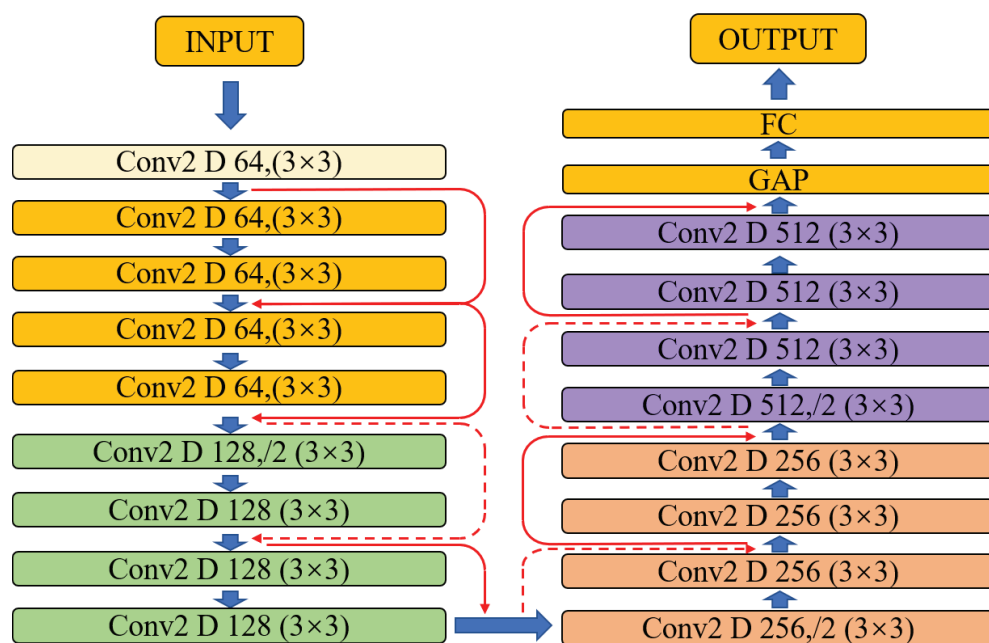 INPUT
Conv2 D 64,(3×3)
Conv2 D 64,(3×3)
Conv2 D 64,(3×3)
Conv2 D 64,(3×3)
Conv2 D 64,(3×3)
Conv2 D 128,/2 (3×3)
Conv2 D 128 (3×3)
Conv2 D 128 (3×3)
Conv2 D 128 (3×3)
OUTPUT
FC
GAP
Conv2 D 512 (3×3)
Conv2 D 512 (3×3)
Conv2 D 512 (3×3)
Conv2 D 512,/2 (3×3)
Conv2 D 256 (3×3)
Conv2 D 256 (3×3)
Conv2 D 256 (3×3)
Conv2 D 256,/2 (3×3)